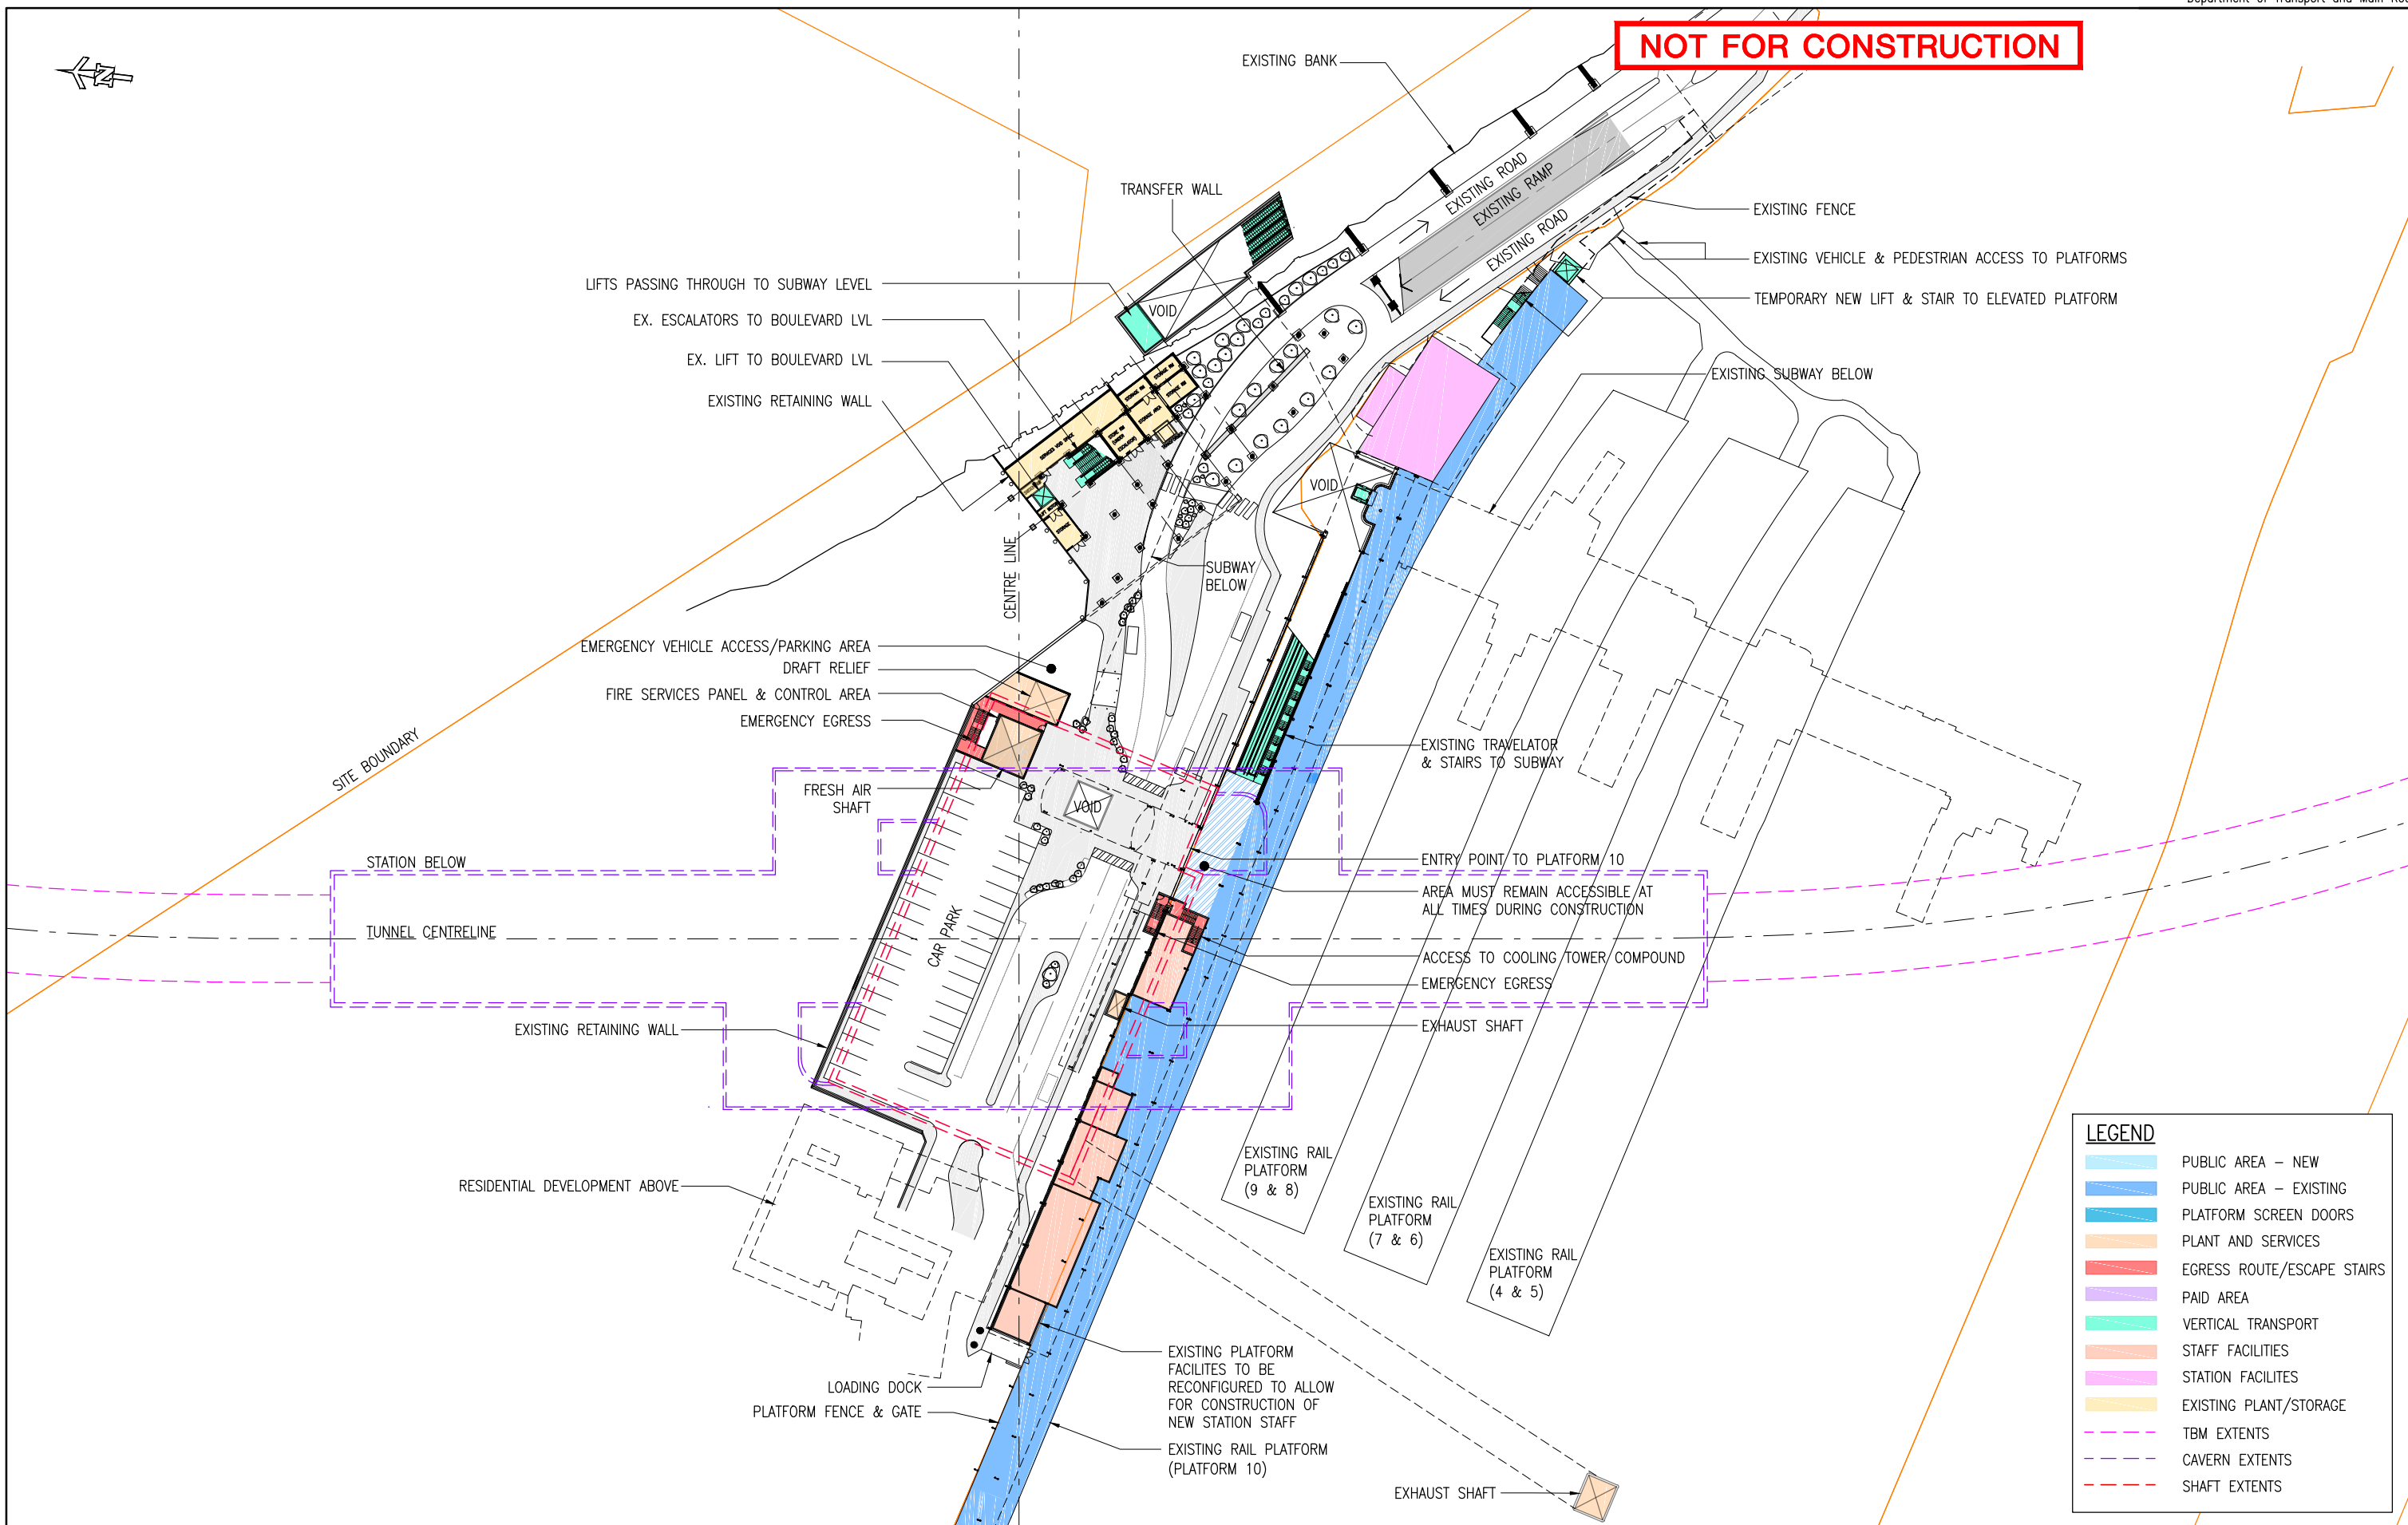 NOT FOR CONSTRUCTION
N
EXISTING BANK
TRANSFER WALL
EXISTING ROAD
EXISTING RAMP
EXISTING ROAD
EXISTING FENCE
EXISTING VEHICLE & PEDESTRIAN ACCESS TO PLATFORMS
TEMPORARY NEW LIFT & STAIR TO ELEVATED PLATFORM
EXISTING SUBWAY BELOW
LIFTS PASSING THROUGH TO SUBWAY LEVEL
VOID
EX. ESCALATORS TO BOULEVARD LVL
EX. LIFT TO BOULEVARD LVL
EXISTING RETAINING WALL
VOID
CENTRE LINE
SUBWAY
BELOW
EMERGENCY VEHICLE ACCESS/PARKING AREA
DRAFT RELIEF
FIRE SERVICES PANEL & CONTROL AREA
EMERGENCY EGRESS
SITE BOUNDARY
FRESH AIR
SHAFT
VOID
EXISTING TRAVELATOR
& STAIRS TO SUBWAY
STATION BELOW
ENTRY POINT TO PLATFORM 10
AREA MUST REMAIN ACCESSIBLE AT
ALL TIMES DURING CONSTRUCTION
TUNNEL CENTRELINE
CAR PARK
ACCESS TO COOLING TOWER COMPOUND
EMERGENCY EGRESS
EXISTING RETAINING WALL
EXHAUST SHAFT
RESIDENTIAL DEVELOPMENT ABOVE
EXISTING RAIL
PLATFORM
(9 & 8)
EXISTING RAIL
PLATFORM
(7 & 6)
EXISTING RAIL
PLATFORM
(4 & 5)
LOADING DOCK
PLATFORM FENCE & GATE
EXISTING PLATFORM
FACILITES TO BE
RECONFIGURED TO ALLOW
FOR CONSTRUCTION OF
NEW STATION STAFF
EXISTING RAIL PLATFORM
(PLATFORM 10)
EXHAUST SHAFT
LEGEND
PUBLIC AREA – NEW
PUBLIC AREA – EXISTING
PLATFORM SCREEN DOORS
PLANT AND SERVICES
EGRESS ROUTE/ESCAPE STAIRS
PAID AREA
VERTICAL TRANSPORT
STAFF FACILITIES
STATION FACILITES
EXISTING PLANT/STORAGE
TBM EXTENTS
CAVERN EXTENTS
SHAFT EXTENTS